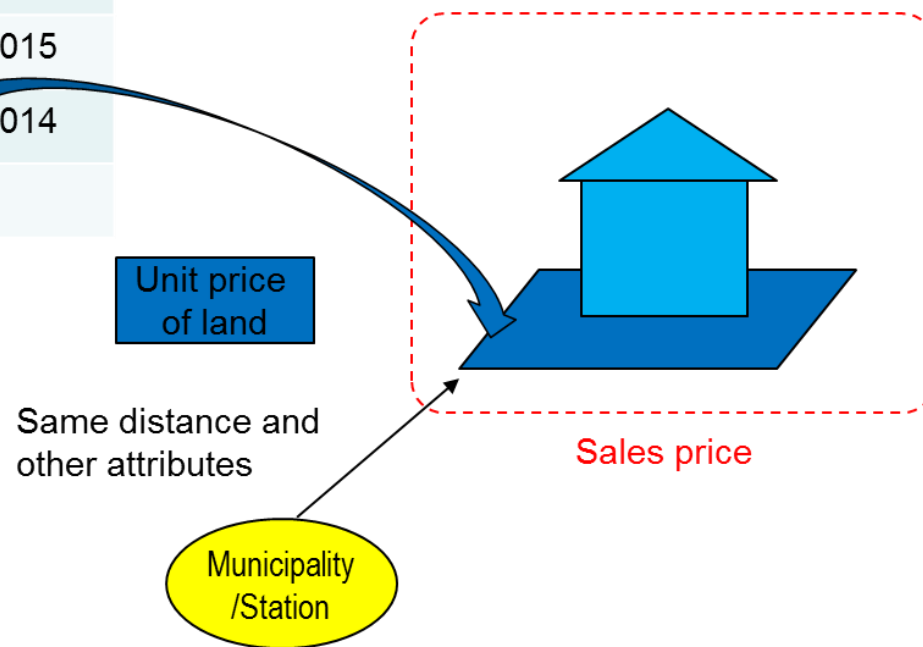 015
014
Unit price
of land
Same distance and
other attributes
Sales price
Municipality
/Station